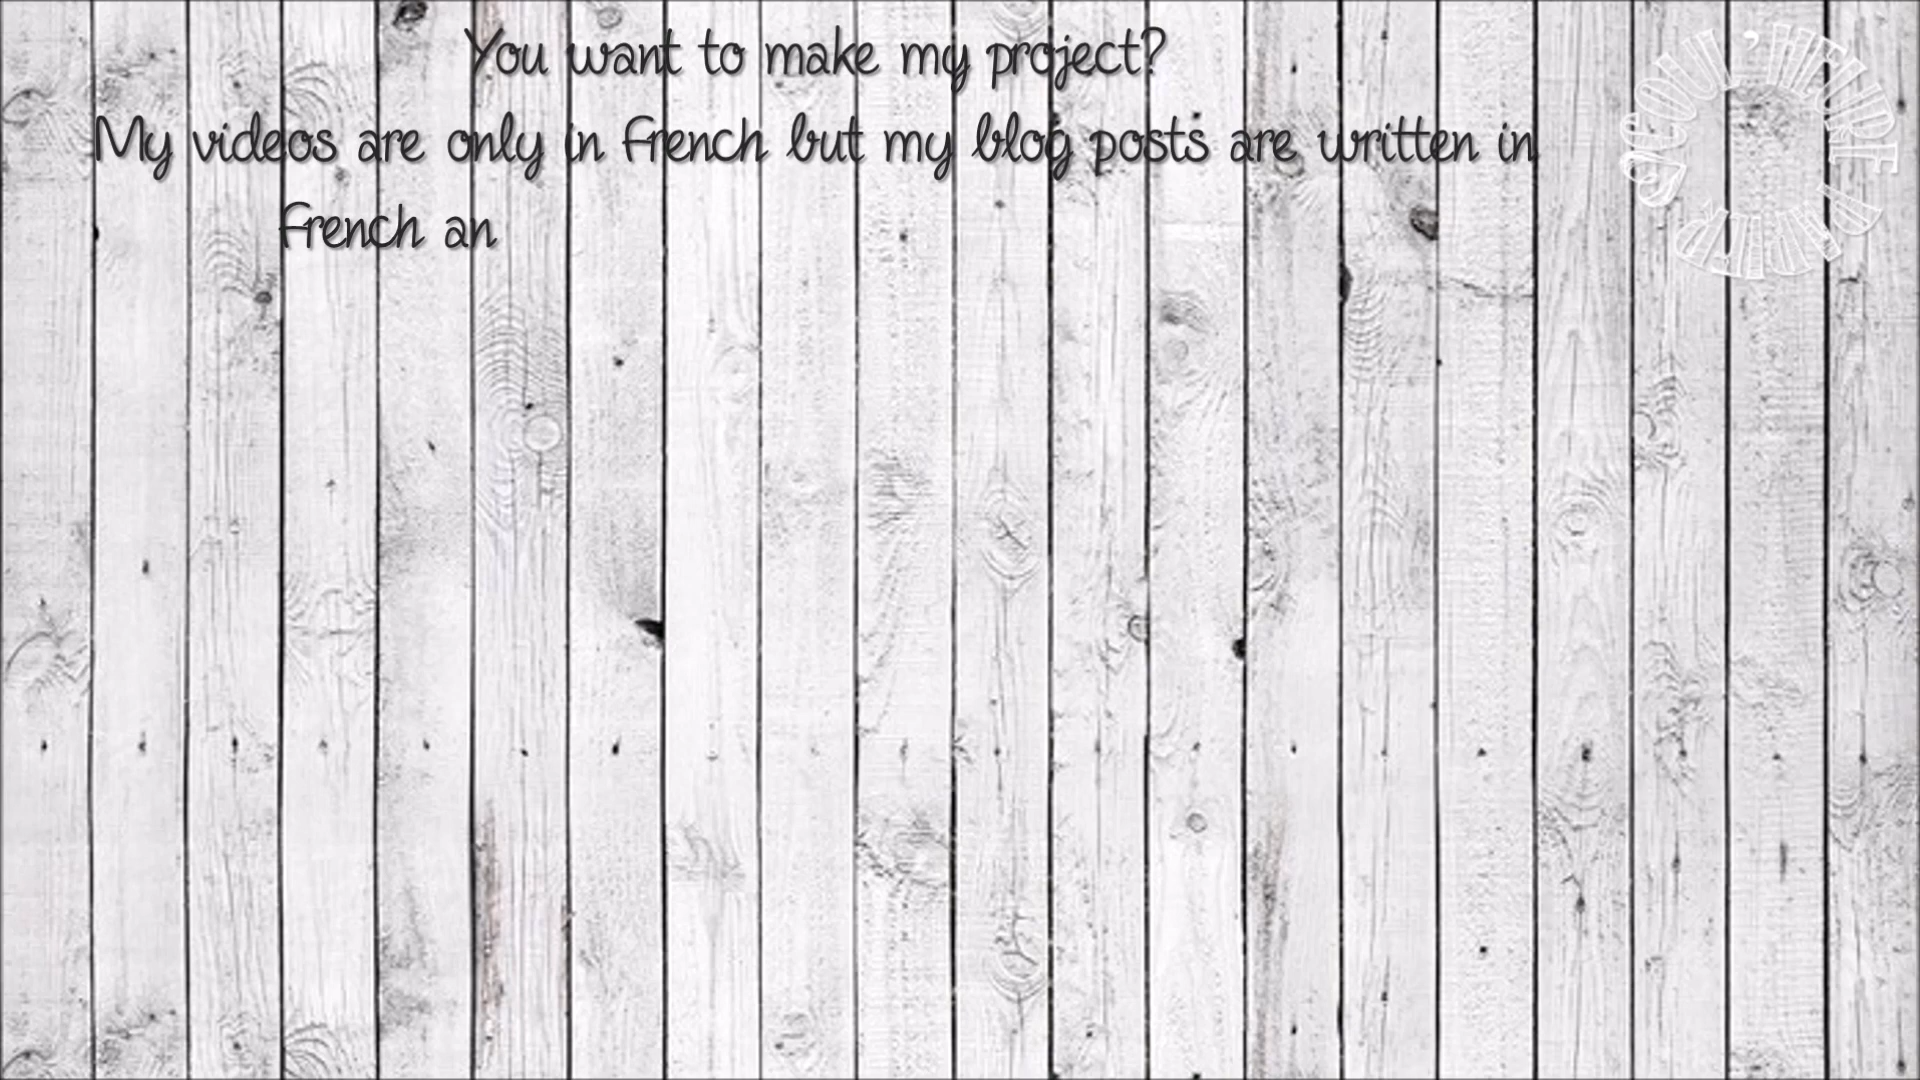 You want to make my project?
My videos are only in French but my blog posts are written in
French an